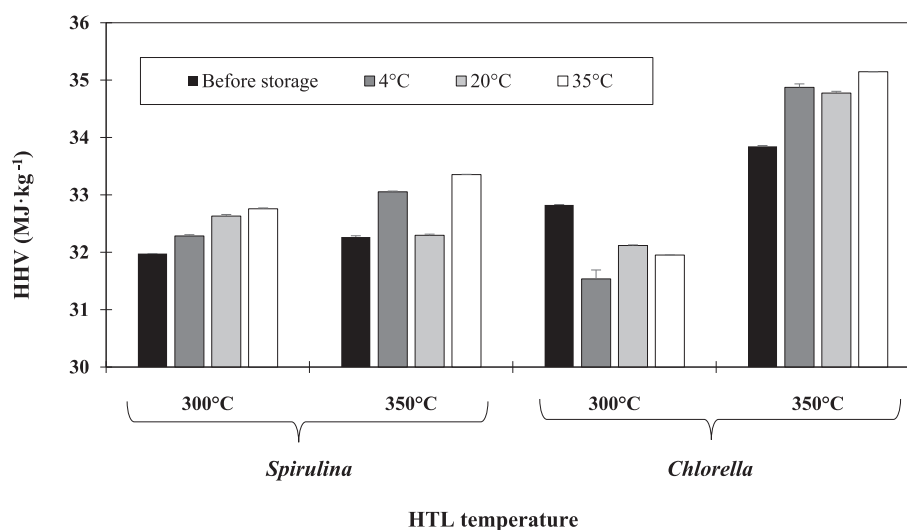 36
35
34
33
32
31
30
HHV (MJ·kg⁻¹)
Before storage 4°C 20°C 35°C
300°C 350°C 300°C 350°C
Spirulina Chlorella
HTL temperature